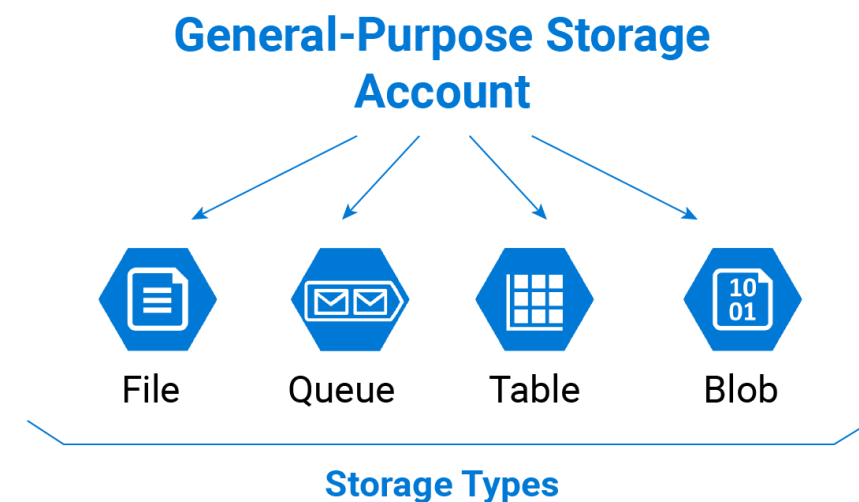 General-Purpose Storage
Account
File
Queue
Table
10
01
Blob
Storage Types